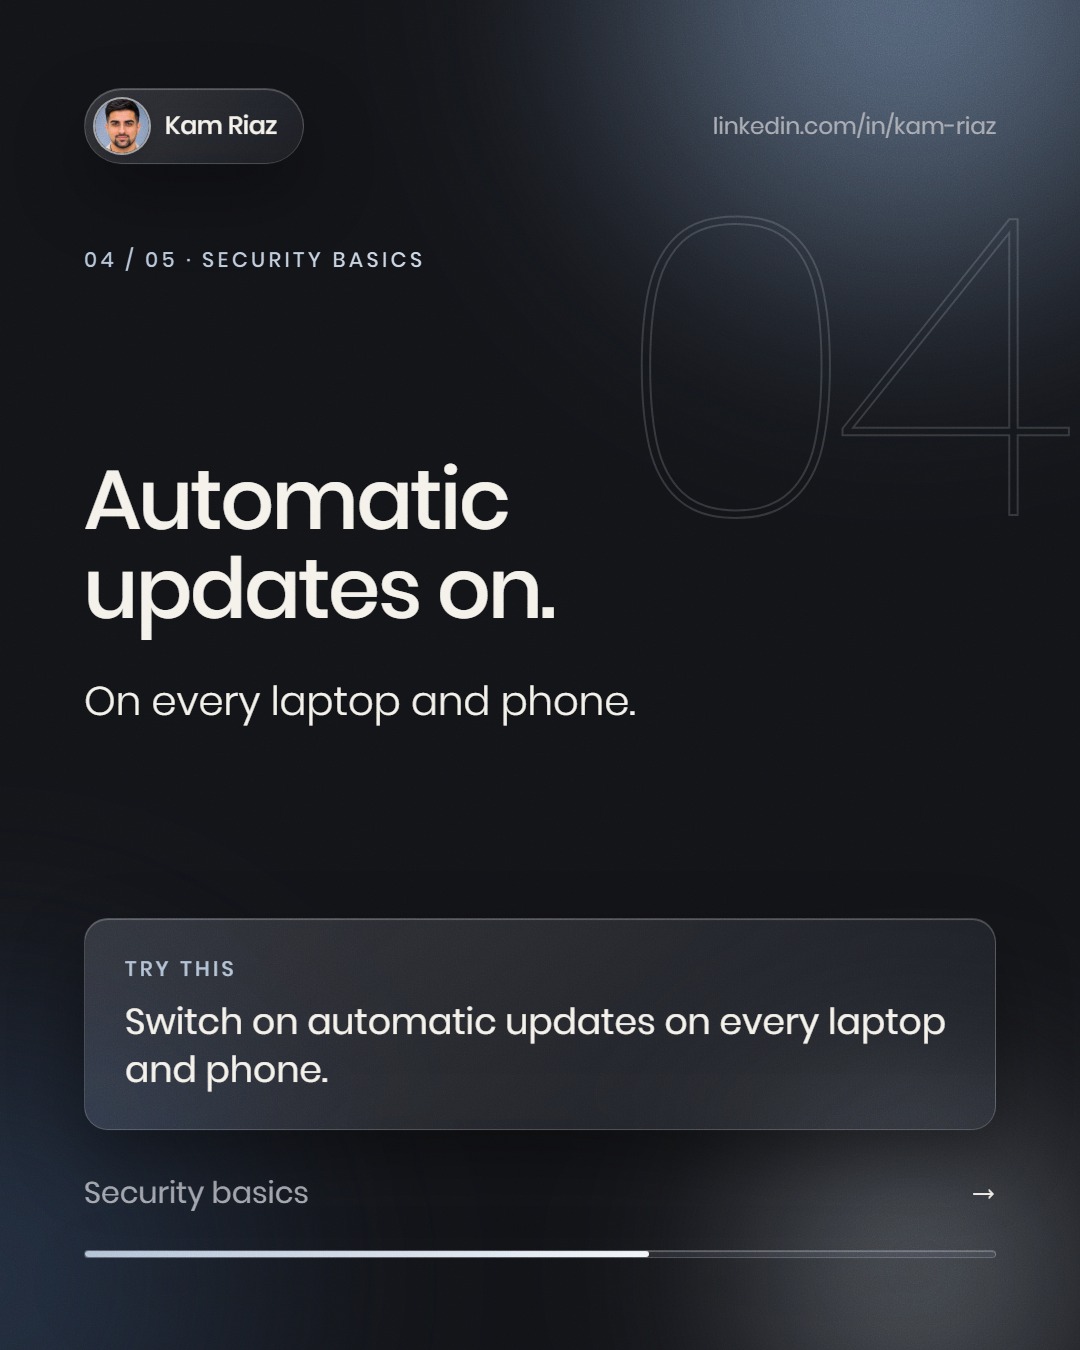 Kam Riaz
linkedin.com/in/kam-riaz
04 / 05 · SECURITY BASICS
04
Automatic
updates on.
On every laptop and phone.
TRY THIS
Switch on automatic updates on every laptop
and phone.
Security basics
→